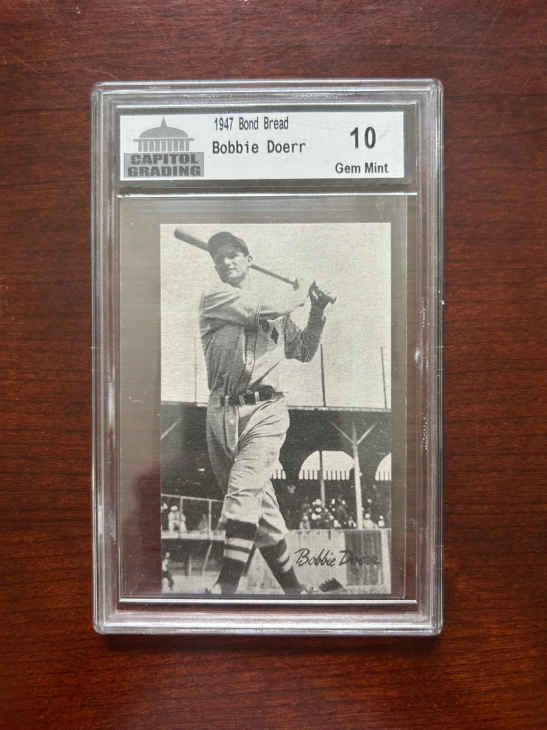 1947 Bond Bread
Bobbie Doerr
10
Gem Mint
CAPITOL
GRADING
Bobbie Doerr